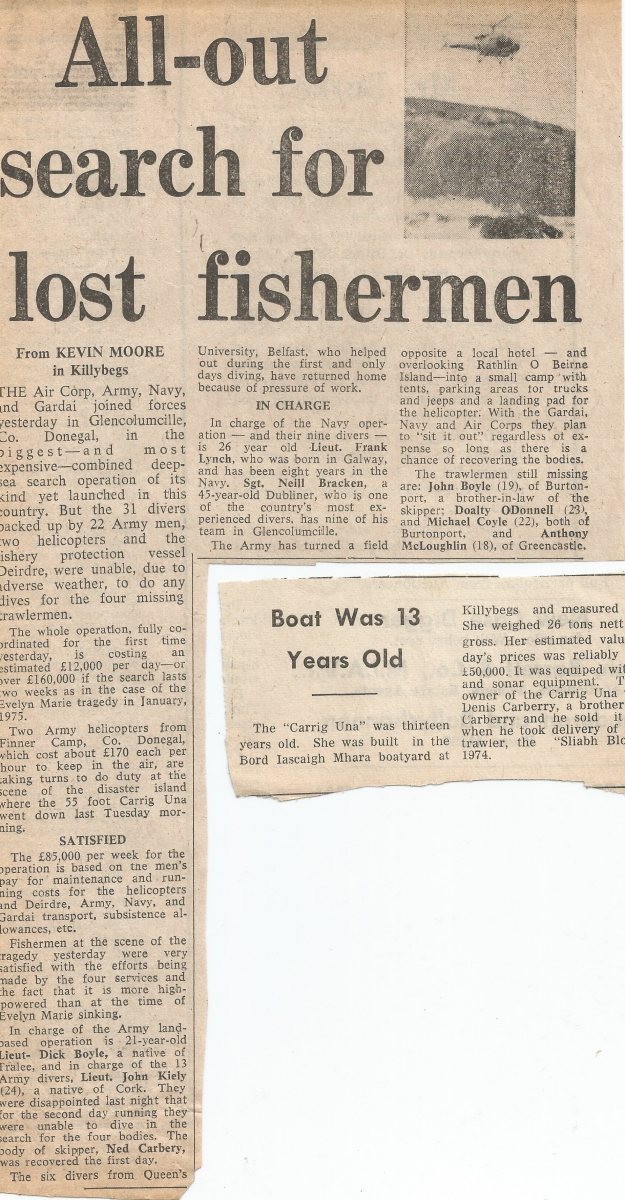 All-out
search for
lost fishermen
From KEVIN MOORE
in Killybegs
THE Air Corp, Army, Navy,
and Gardai joined forces
yesterday in Glencolumcille,
Co. Donegal, in the
biggest—and most
expensive—combined deep-
sea search operation of its
kind yet launched in this
country. But the 31 divers
backed up by 22 Army men,
two helicopters and the
fishery protection vessel
Deirdre, were unable, due to
adverse weather, to do any
dives for the four missing
trawlermen.
The whole operation, fully co-
ordinated for the first time
yesterday, is costing an
estimated £12,000 per day—or
over £160,000 if the search lasts
two weeks as in the case of the
Evelyn Marie tragedy in January,
1975.
Two Army helicopters from
Finner Camp, Co. Donegal,
which cost about £170 each per
hour to keep in the air, are
taking turns to do duty at the
scene of the disaster island
where the 55 foot Carrig Una
went down last Tuesday mor-
ning.
SATISFIED
The £85,000 per week for the
operation is based on the men's
pay for maintenance and run-
ning costs for the helicopters
and Deirdre, Army, Navy, and
Gardai transport, subsistence al-
lowances, etc.
Fishermen at the scene of the
tragedy yesterday were very
satisfied with the efforts being
made by the four services and
the fact that it is more high-
powered than at the time of
Evelyn Marie sinking.
In charge of the Army land-
based operation is 21-year-old
Lieut- Dick Boyle, a native of
Tralee, and in charge of the 13
Army divers, Lieut. John Kiely
(24), a native of Cork. They
were disappointed last night that
for the second day running they
were unable to dive in the
search for the four bodies. The
body of skipper, Ned Carbery,
was recovered the first day.
The six divers from Queen's
University, Belfast, who helped
out during the first and only
days diving, have returned home
because of pressure of work.
IN CHARGE
In charge of the Navy oper-
ation — and their nine divers —
is 26 year old Lieut. Frank
Lynch, who was born in Galway,
and has been eight years in the
Navy. Sgt. Neill Bracken, a
45-year-old Dubliner, who is one
of the country's most ex-
perienced divers, has nine of his
team in Glencolumcille.
The Army has turned a field
opposite a local hotel — and
overlooking Rathlin O Beirne
Island—into a small camp with
tents, parking areas for trucks
and jeeps and a landing pad for
the helicopter. With the Gardai,
Navy and Air Corps they plan
to "sit it out" regardless of ex-
pense so long as there is a
chance of recovering the bodies.
The trawlermen still missing
are: John Boyle (19), of Burton-
port, a brother-in-law of the
skipper; Doalty ODonnell (23),
and Michael Coyle (22), both of
Burtonport, and Anthony
McLoughlin (18), of Greencastle.
Boat Was 13
Years Old
The "Carrig Una" was thirteen
years old. She was built in the
Bord Iascaigh Mhara boatyard at
Killybegs and measured
She weighed 26 tons nett
gross. Her estimated valu
day's prices was reliably
£50,000. It was equiped wit
and sonar equipment. T
owner of the Carrig Una
Denis Carberry, a brother
Carberry and he sold it
when he took delivery of
trawler, the "Sliabh Blo
1974.